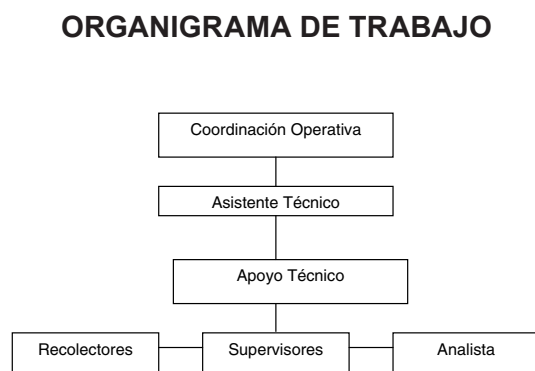 ORGANIGRAMA DE TRABAJO
Coordinación Operativa
Asistente Técnico
Apoyo Técnico
Recolectores
Supervisores
Analista